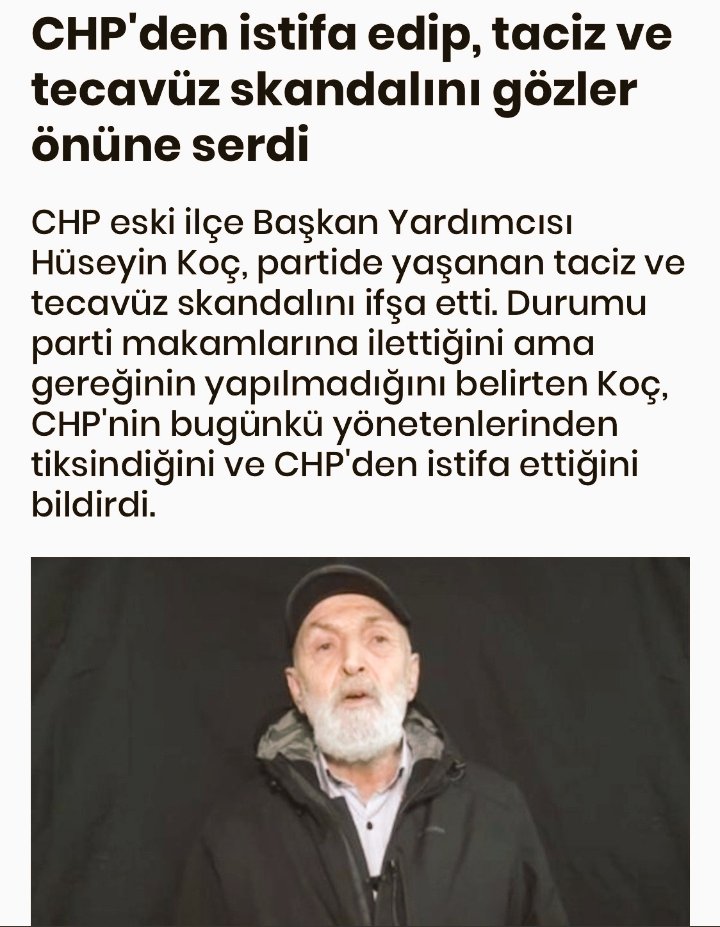 CHP'den istifa edip, taciz ve
tecavüz skandalını gözler
önüne serdi
CHP eski ilçe Başkan Yardımcısı
Hüseyin Koç, partide yaşanan taciz ve
tecavüz skandalını ifşa etti. Durumu
parti makamlarına ilettiğini ama
gereğinin yapılmadığını belirten Koç,
CHP'nin bugünkü yönetenlerinden
tiksindiğini ve CHP'den istifa ettiğini
bildirdi.